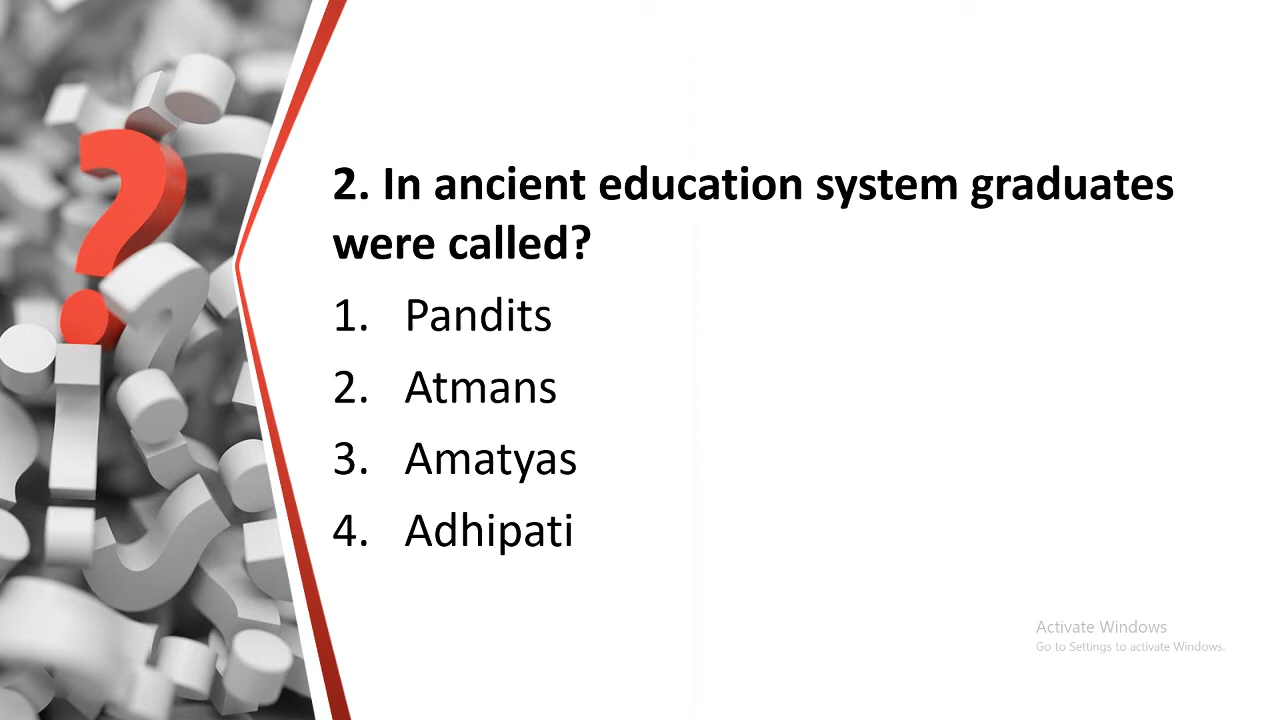 2. In ancient education system graduates
were called?
1. Pandits
2. Atmans
3. Amatyas
4. Adhipati
Activate Windows
Go to Settings to activate Windows.